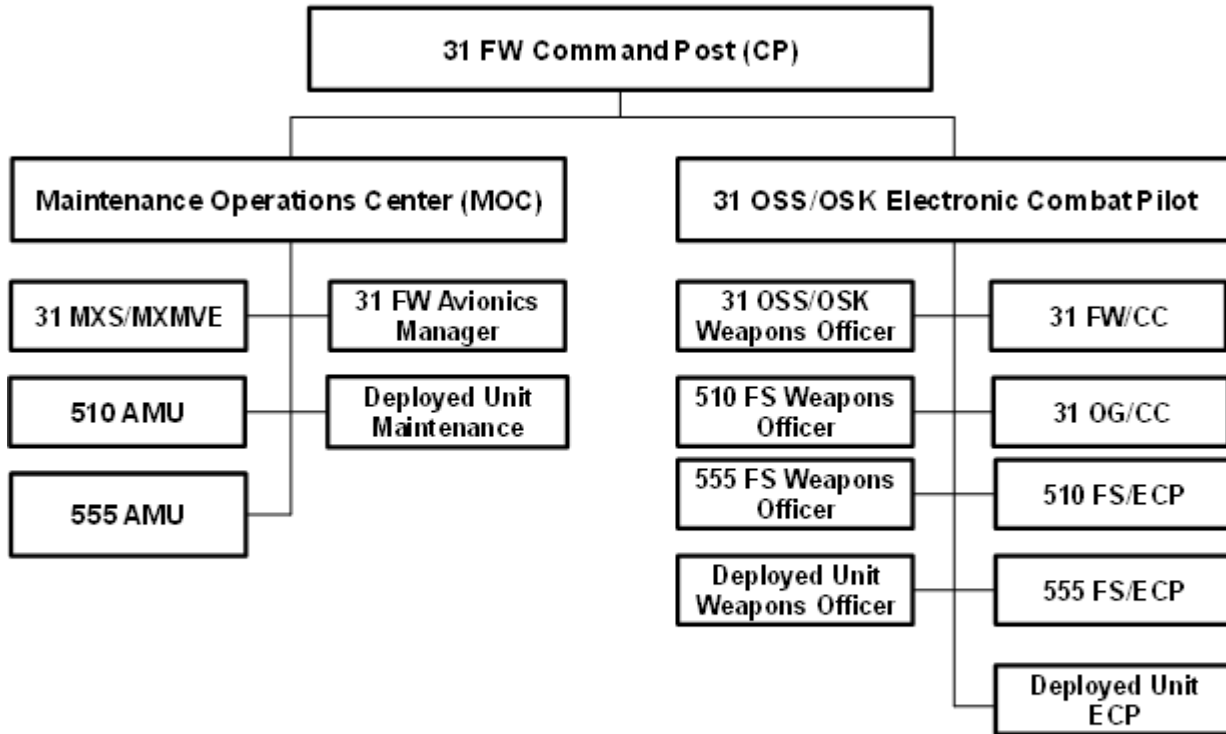 31 FW Command Post (CP)
Maintenance Operations Center (MOC)
31 OSS/OSK Electronic Combat Pilot
31 MXS/MXMVE
31 FW Avionics
Manager
510 AMU
Deployed Unit
Maintenance
555 AMU
31 OSS/OSK
Weapons Officer
31 FW/CC
510 FS Weapons
Officer
31 OG/CC
555 FS Weapons
Officer
510 FS/ECP
Deployed Unit
Weapons Officer
555 FS/ECP
Deployed Unit
ECP